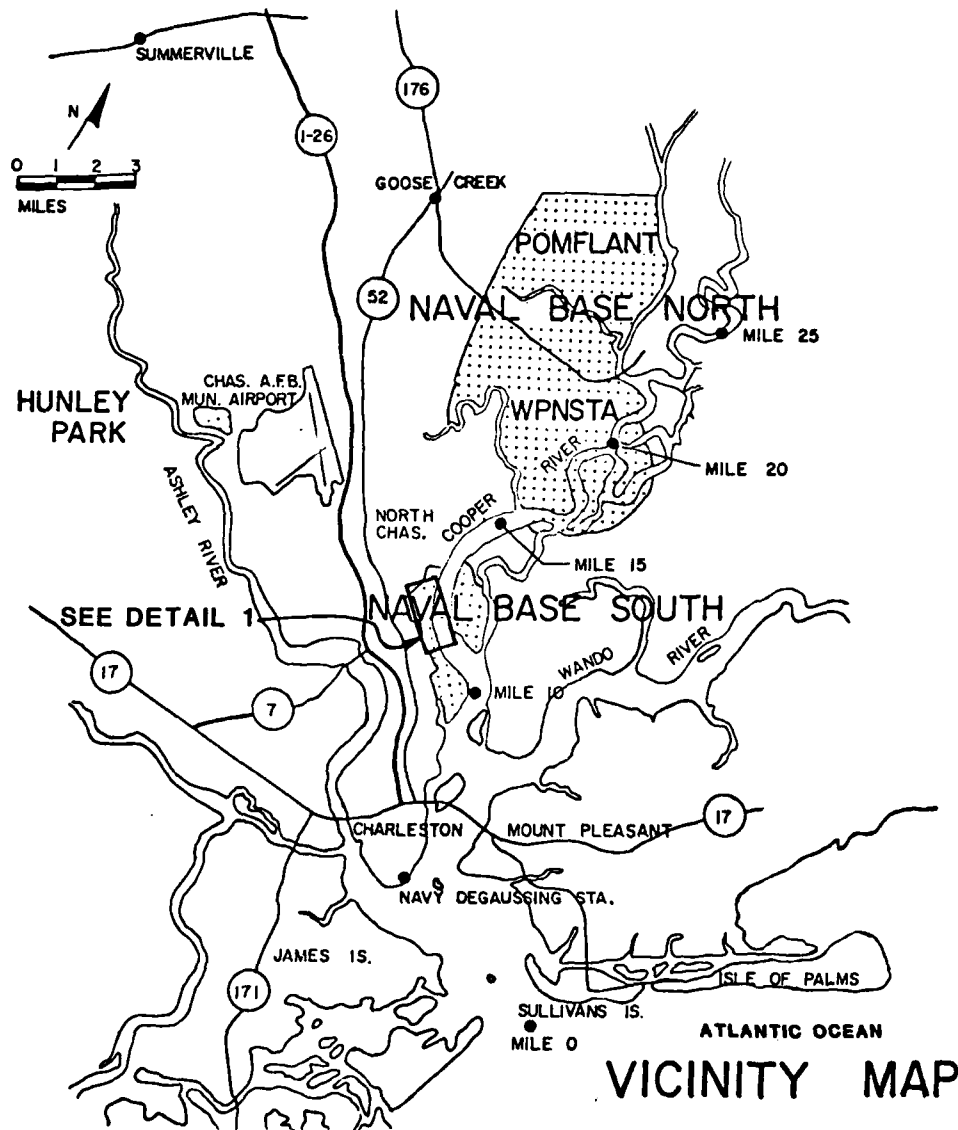 SUMMERVILLE
N
176
1-26
0 1 2 3
MILES
GOOSE CREEK
POMFLANT
52
NAVAL BASE NORTH
MILE 25
CHAS. A.F.B.
MUN. AIRPORT
HUNLEY
PARK
WPNSTA
RIVER
MILE 20
ASHLEY RIVER
NORTH
CHAS.
COOPER
MILE 15
SEE DETAIL 1
NAVAL BASE SOUTH
WANDO
RIVER
17
7
MILE 10
CHARLESTON
MOUNT PLEASANT
17
NAVY DEGAUSSING STA.
JAMES IS.
171
ISLE OF PALMS
SULLIVANS IS.
MILE 0
ATLANTIC OCEAN
VICINITY MAP